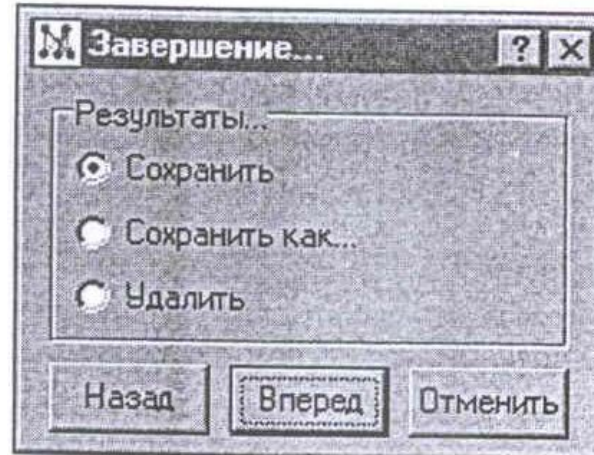 Завершение...
Результаты...
Сохранить
Сохранить как...
Удалить
Назад
Вперед
Отменить